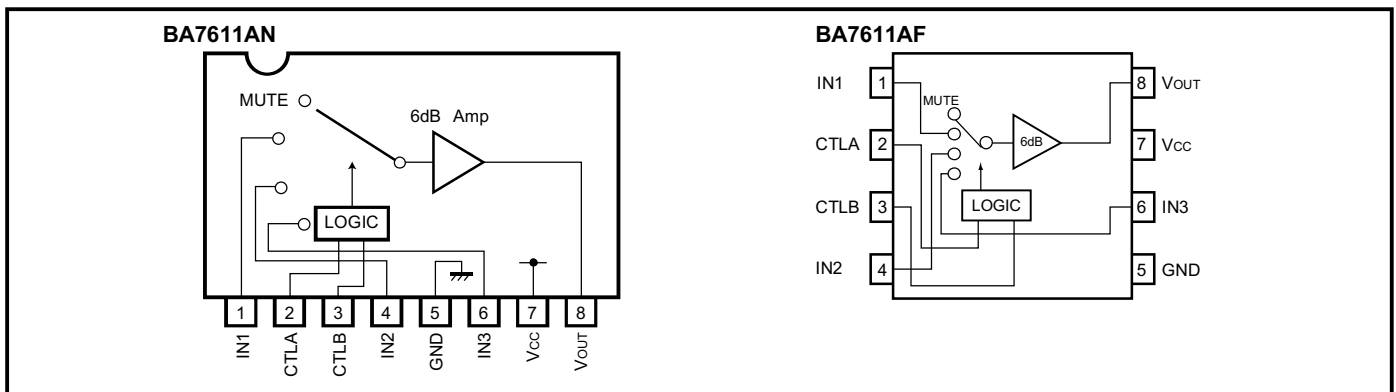 BA7611AN
MUTE
6dB Amp
LOGIC
1 2 3 4 5 6 7 8
IN1 CTLA CTLB IN2 GND IN3 VCC VOUT
BA7611AF
IN1 1
CTLA 2
CTLB 3
IN2 4
MUTE
6dB
LOGIC
8 VOUT
7 VCC
6 IN3
5 GND